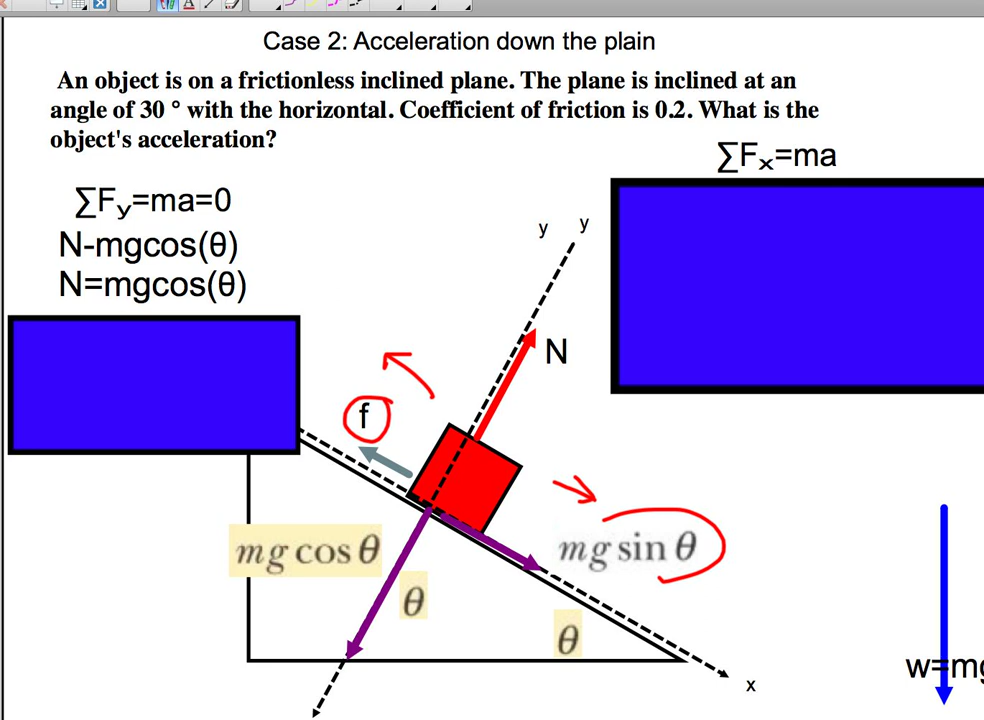 Case 2: Acceleration down the plain
An object is on a frictionless inclined plane. The plane is inclined at an
angle of 30 ° with the horizontal. Coefficient of friction is 0.2. What is the
object's acceleration?
∑Fₓ=ma
∑Fᵧ=ma=0
N-mgcos(θ)
N=mgcos(θ)
y y
N
f
mg cos θ
mg sin θ
θ
θ
w=mg
x